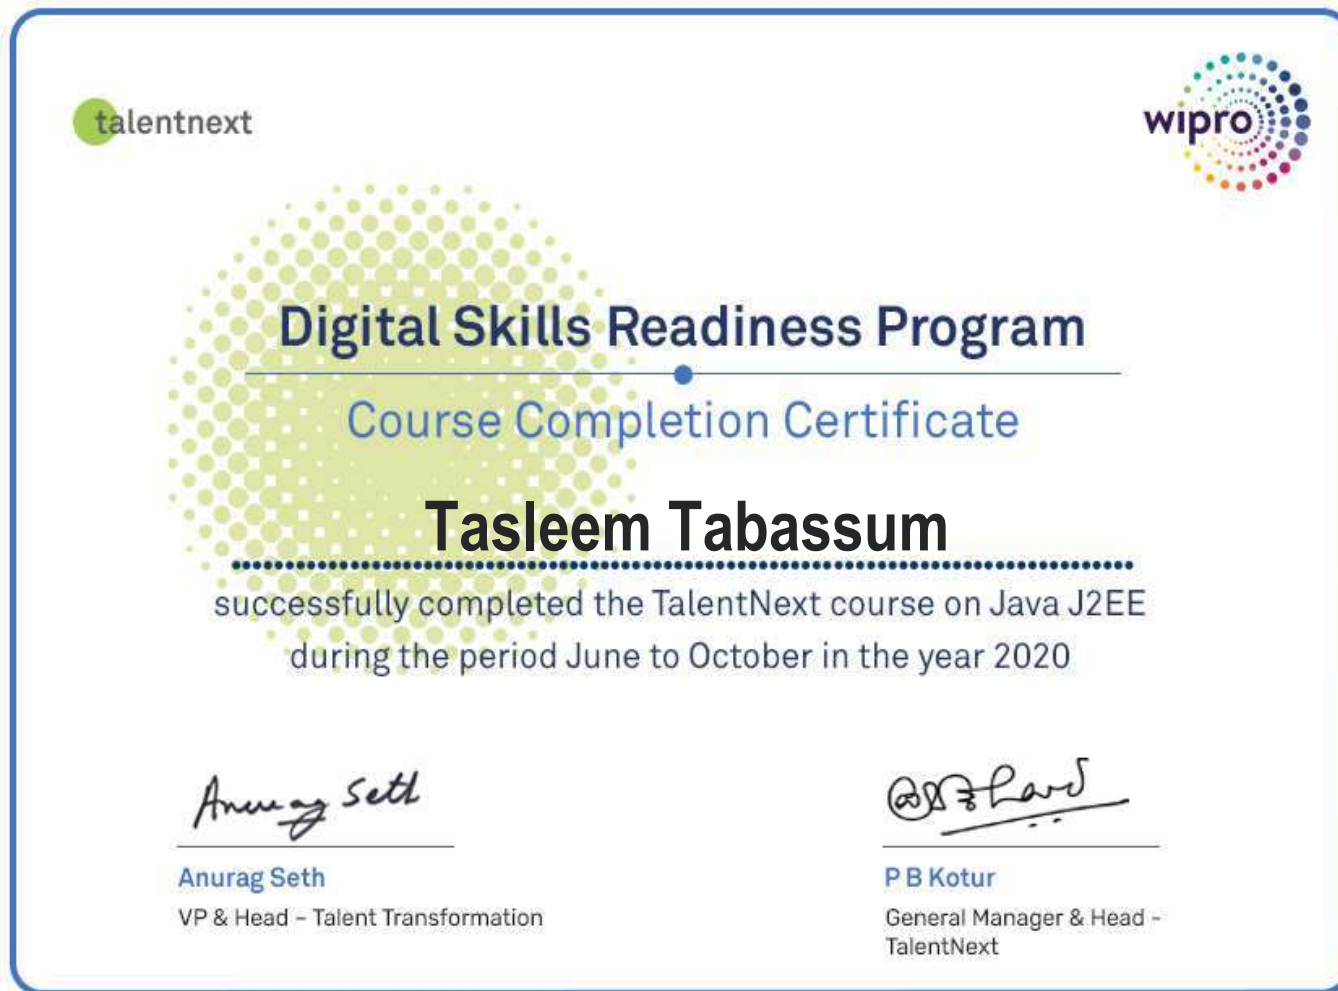 talentnext
wipro
Digital Skills Readiness Program
Course Completion Certificate
Tasleem Tabassum
successfully completed the TalentNext course on Java J2EE
during the period June to October in the year 2020
Anurag Seth
Anurag Seth
VP & Head – Talent Transformation
P B Kotur
General Manager & Head -
TalentNext